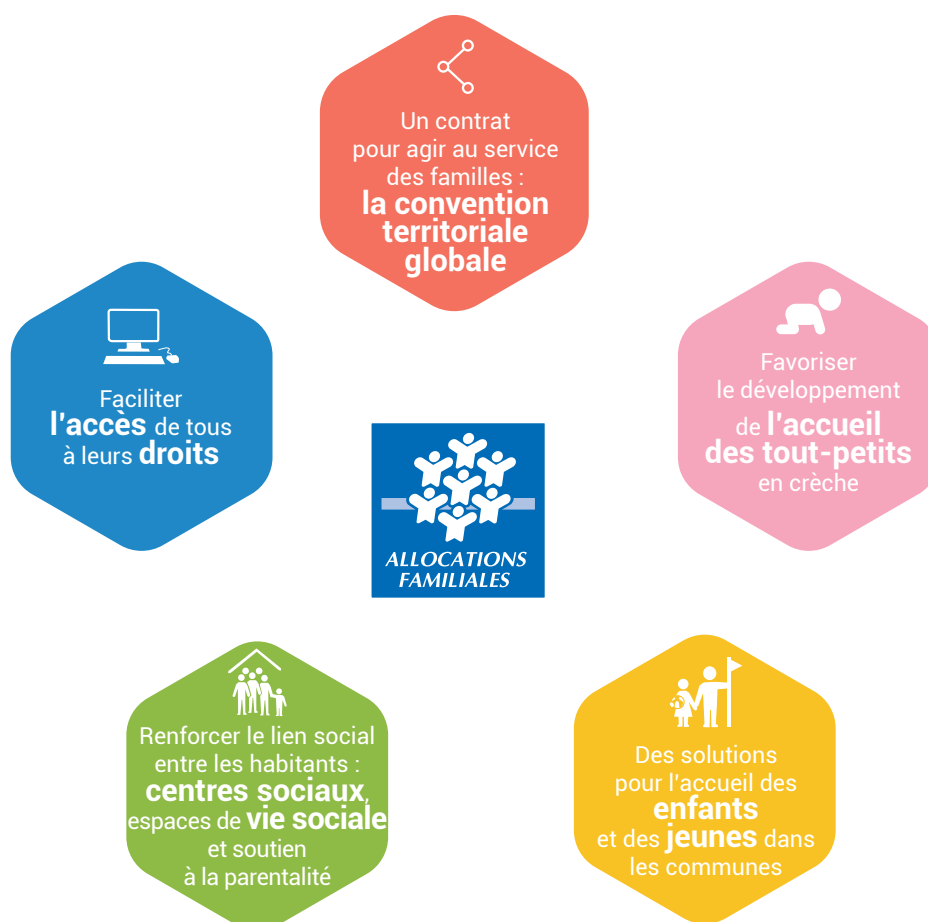 Un contrat
pour agir au service
des familles :
la convention
territoriale
globale
Faciliter
l'accès de tous
à leurs droits
Favoriser
le développement
de l'accueil
des tout-petits
en crèche
ALLOCATIONS
FAMILIALES
Renforcer le lien social
entre les habitants :
centres sociaux,
espaces de vie sociale
et soutien
à la parentalité
Des solutions
pour l'accueil des
enfants
et des jeunes dans
les communes